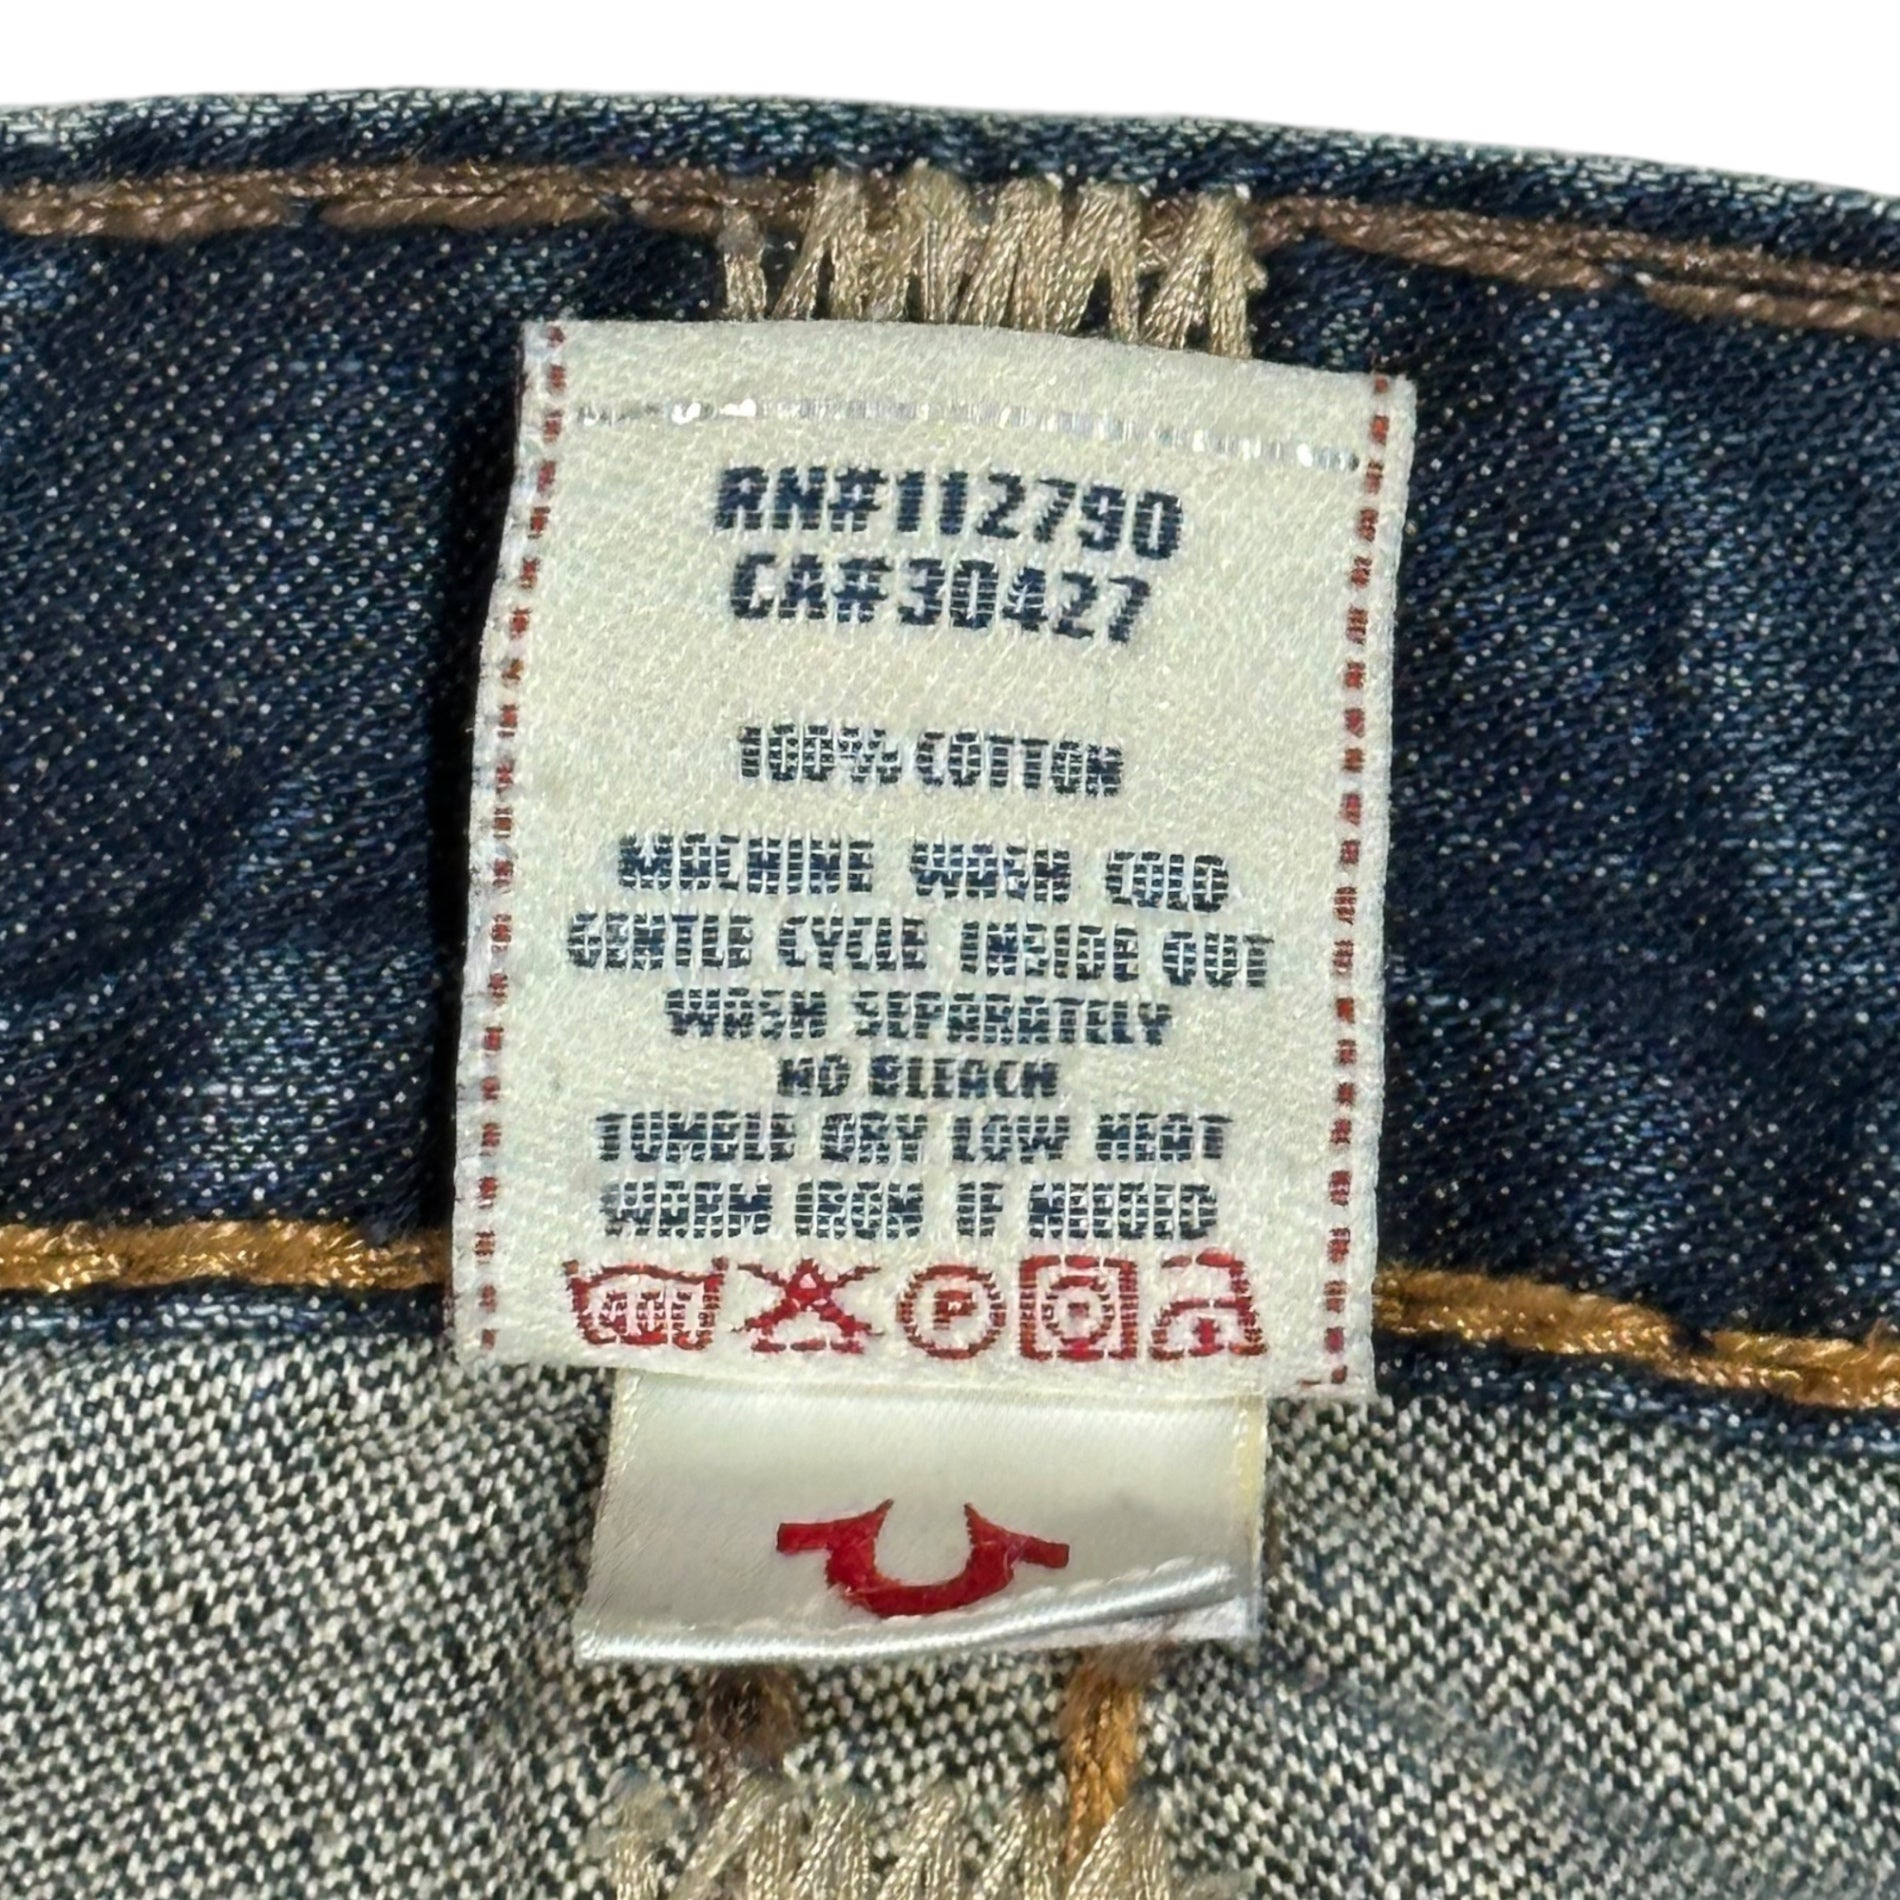 RN#112790
CA#30427
100% COTTON
MACHINE WASH COLD
GENTLE CYCLE INSIDE OUT
WASH SEPARATELY
NO BLEACH
TUMBLE DRY LOW HEAT
WARM IRON IF NEEDED
40
P